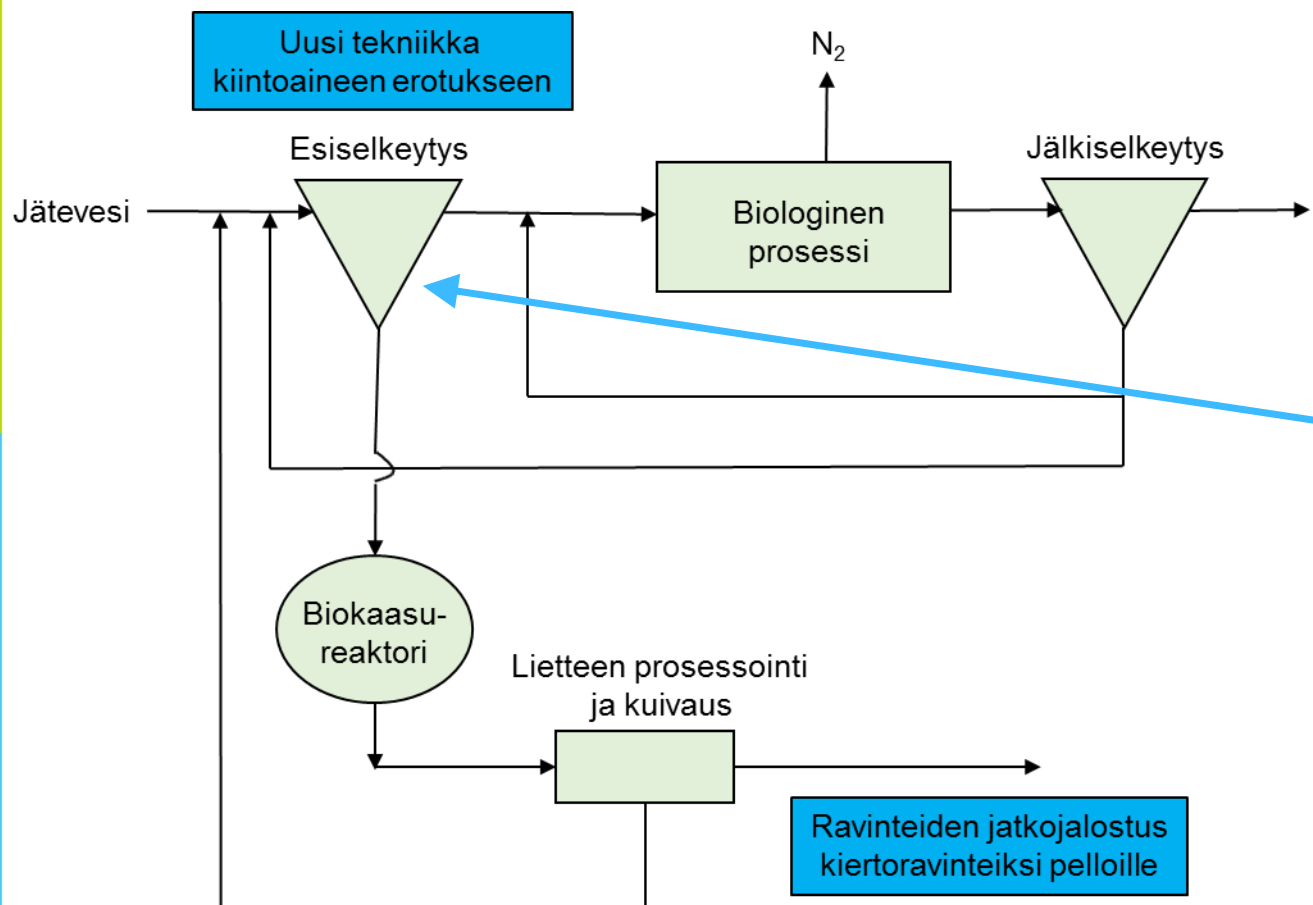 Uusi tekniikka
kiintoaineen erotukseen
N₂
Esiselkeytys
Jälkiselkeytys
Jätevesi
Biologinen
prosessi
Biokaasu-
reaktori
Lietteen prosessointi
ja kuivaus
Ravinteiden jatkojalostus
kiertoravinteiksi pelloille